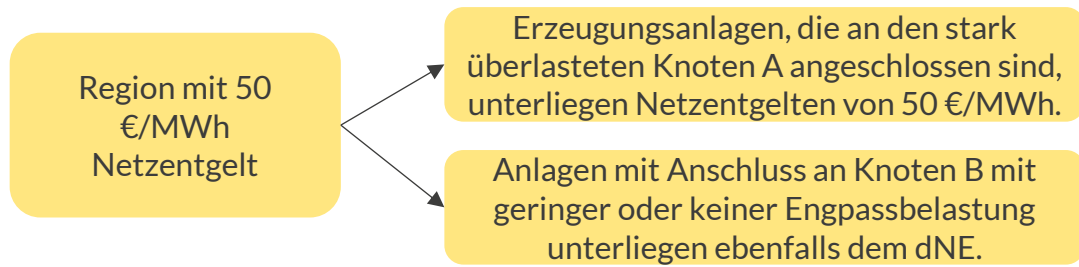 Region mit 50
€/MWh
Netzentgelt
Erzeugungsanlagen, die an den stark
überlasteten Knoten A angeschlossen sind,
unterliegen Netzentgelten von 50 €/MWh.
Anlagen mit Anschluss an Knoten B mit
geringer oder keiner Engpassbelastung
unterliegen ebenfalls dem dNE.